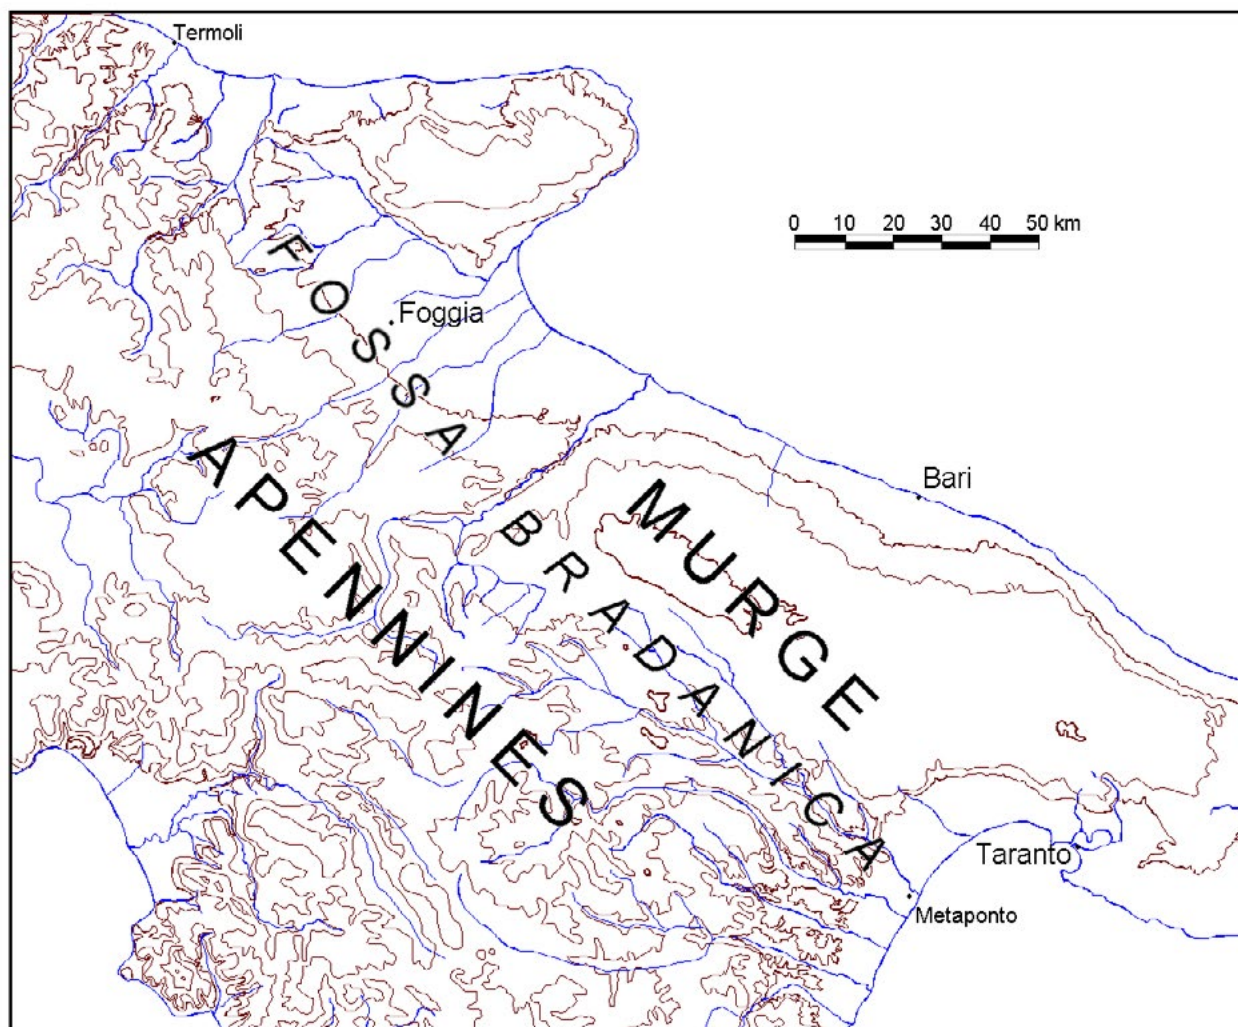 Termoli
0 10 20 30 40 50 km
FOSSA
Foggia
APENNINES
Bari
MURGE
BRADANICA
Taranto
Metaponto